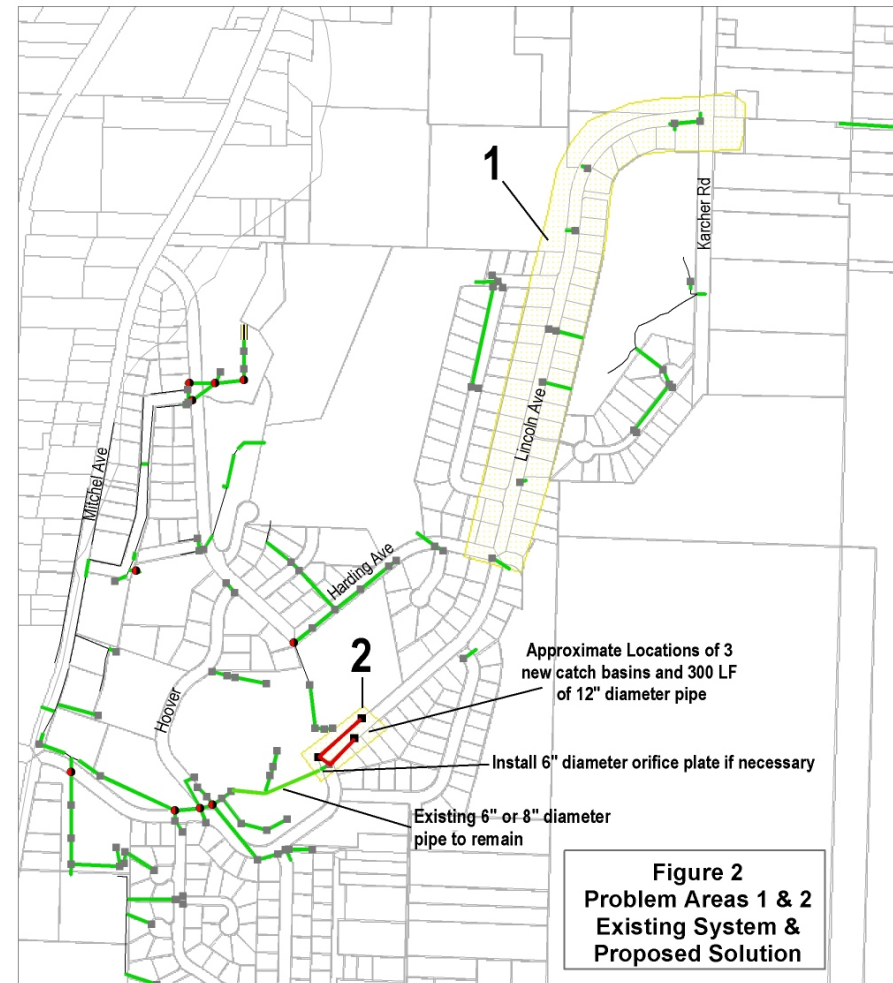 1
Karcher Rd
Lincoln Ave
Mitchel Ave
Harding Ave
2
Approximate Locations of 3
new catch basins and 300 LF
of 12" diameter pipe
Hoover
Install 6" diameter orifice plate if necessary
Existing 6" or 8" diameter
pipe to remain
Figure 2
Problem Areas 1 & 2
Existing System &
Proposed Solution